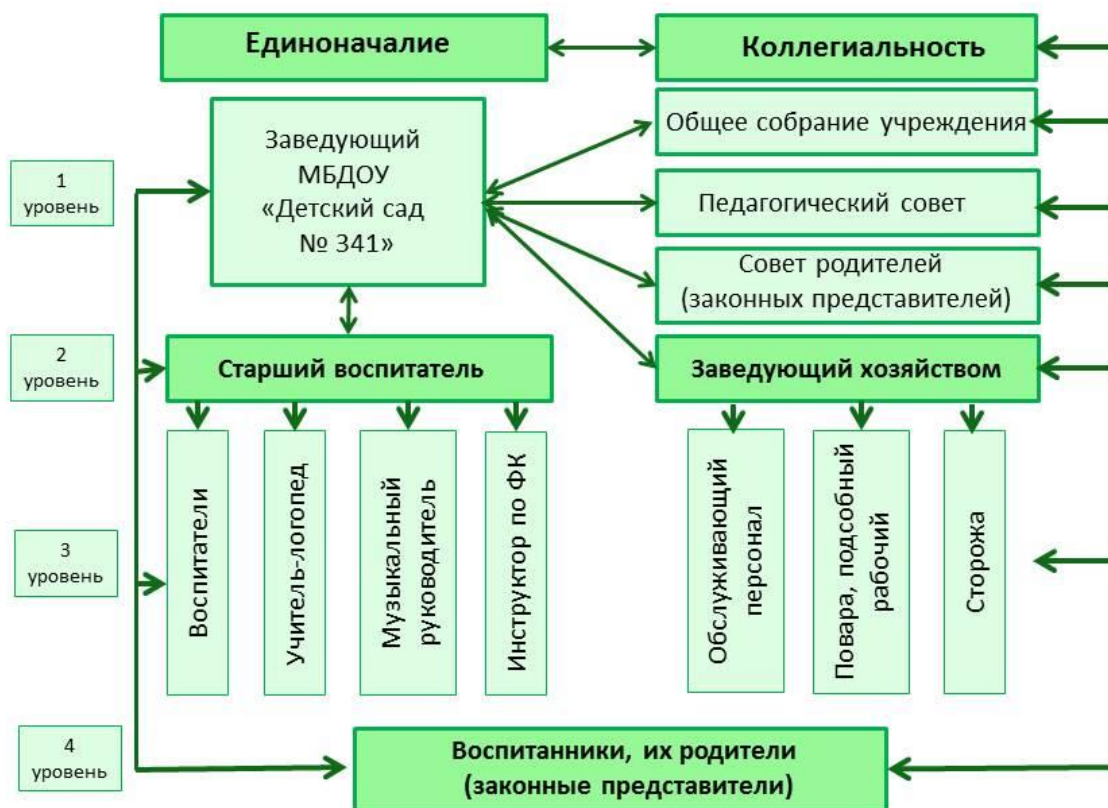 Единоначалие
Коллегиальность
1
уровень
Заведующий
МБДОУ
«Детский сад
№ 341»
Общее собрание учреждения
Педагогический совет
Совет родителей
(законных представителей)
2
уровень
Старший воспитатель
Заведующий хозяйством
3
уровень
Воспитатели
Учитель-логопед
Музыкальный
руководитель
Инструктор по ФК
Обслуживающий
персонал
Повара, подсобный
рабочий
Сторожа
4
уровень
Воспитанники, их родители
(законные представители)